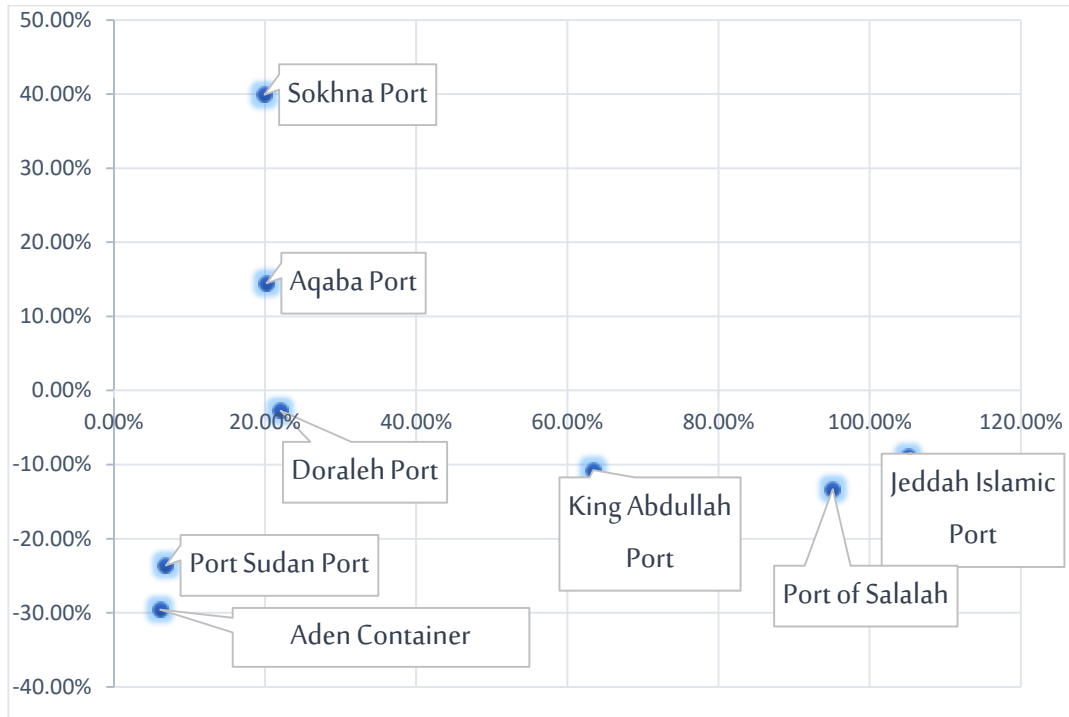 50.00%
40.00%
Sokhna Port
30.00%
20.00%
Aqaba Port
10.00%
0.00%
0.00% 20.00% 40.00% 60.00% 80.00% 100.00% 120.00%
-10.00%
Doraleh Port
King Abdullah
Port
Jeddah Islamic
Port
-20.00%
Port Sudan Port
Port of Salalah
-30.00%
Aden Container
-40.00%